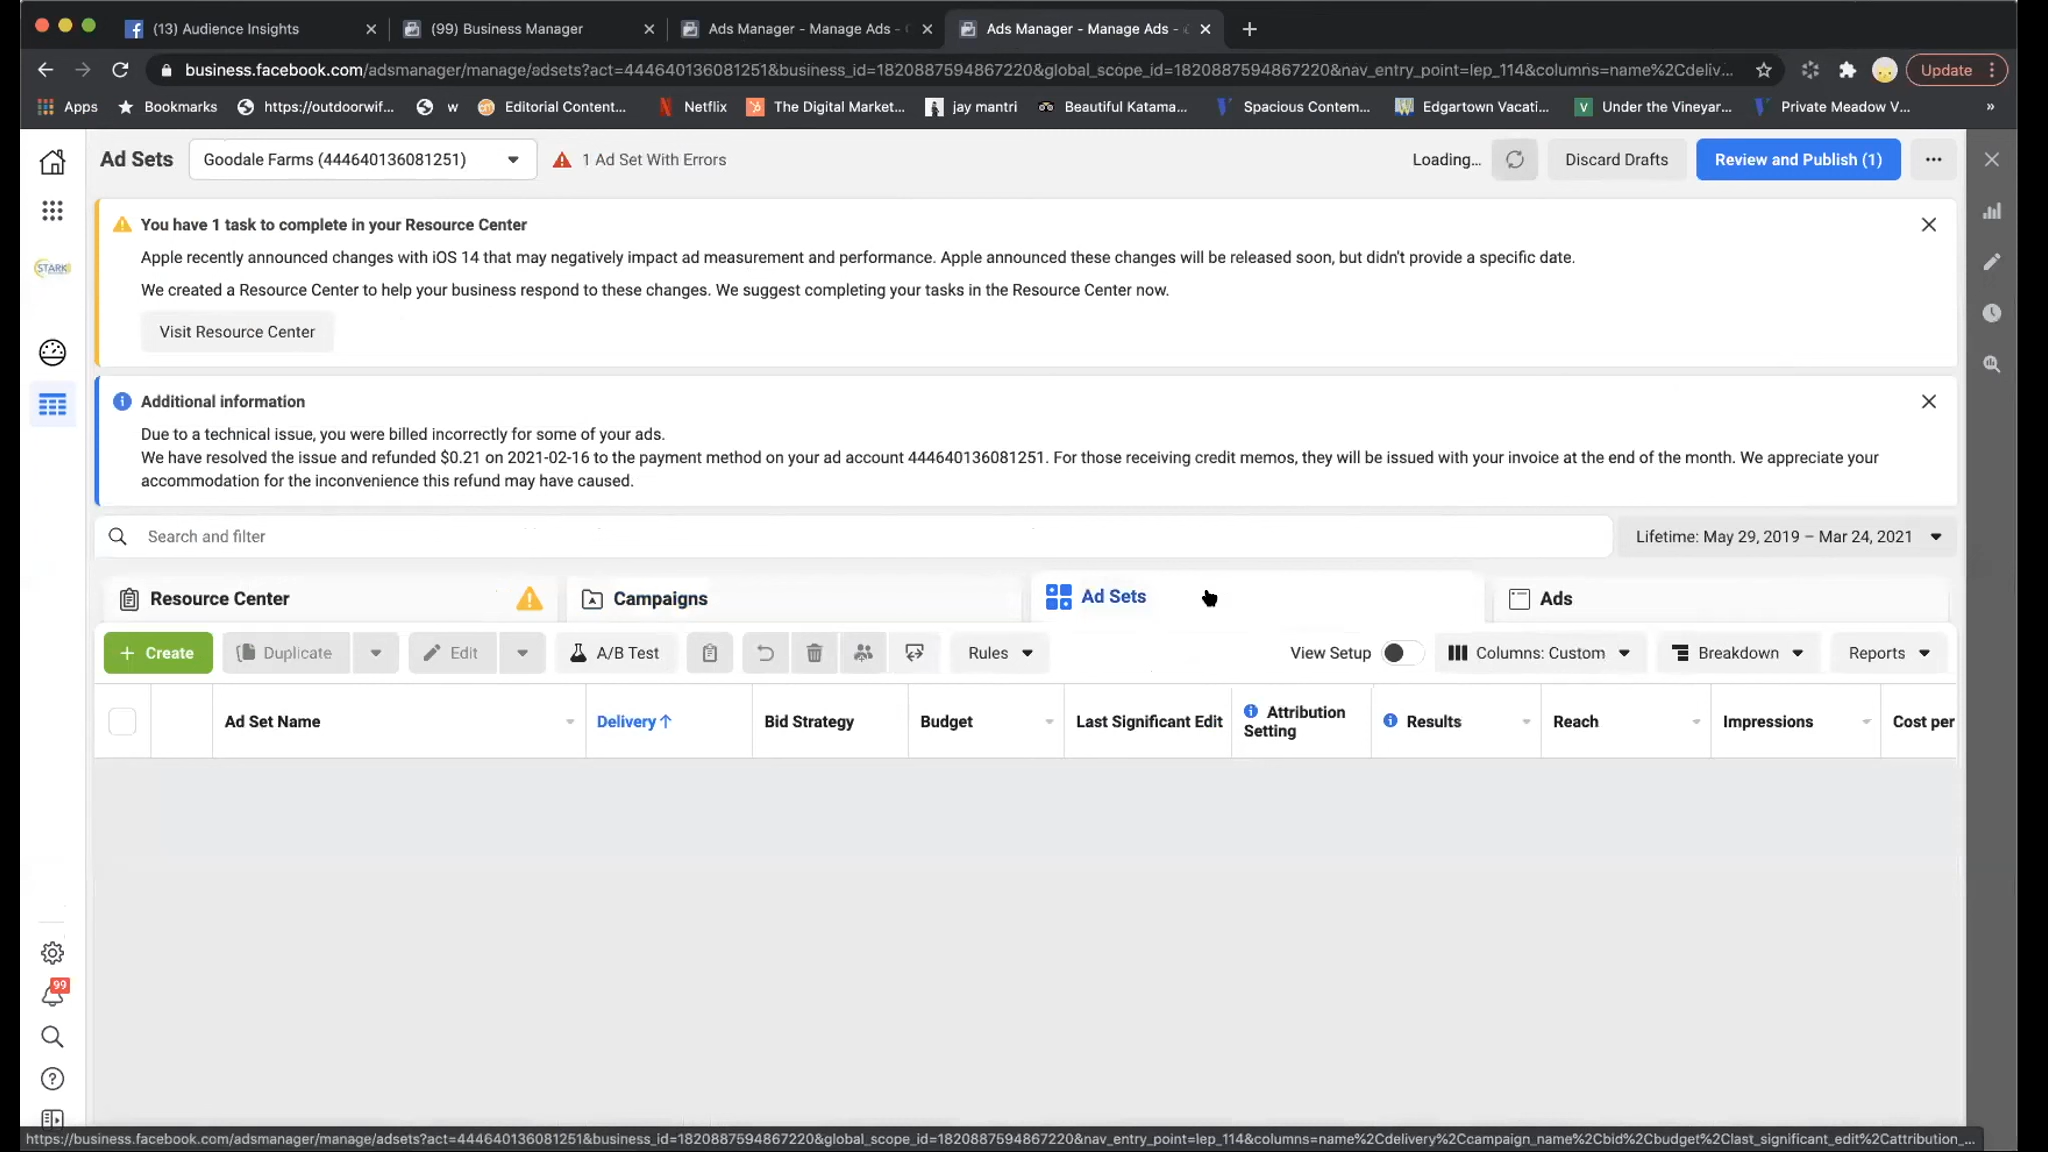 (13) Audience Insights
(99) Business Manager
Ads Manager - Manage Ads -
Ads Manager - Manage Ads -
business.facebook.com/adsmanager/manage/adsets?act=444640136081251&business_id=1820887594867220&global_scope_id=1820887594867220&nav_entry_point=lep_114&columns=name%2Cdeliv...
Update
Apps
Bookmarks
https://outdoorwif...
w
Editorial Content...
Netflix
The Digital Market...
jay mantri
Beautiful Katama...
Spacious Contem...
Edgartown Vacati...
Under the Vineyar...
Private Meadow V...
»
Ad Sets
Goodale Farms (444640136081251)
1 Ad Set With Errors
Loading...
Discard Drafts
Review and Publish (1)
You have 1 task to complete in your Resource Center
Apple recently announced changes with iOS 14 that may negatively impact ad measurement and performance. Apple announced these changes will be released soon, but didn't provide a specific date.
We created a Resource Center to help your business respond to these changes. We suggest completing your tasks in the Resource Center now.
Visit Resource Center
STARK
Additional information
Due to a technical issue, you were billed incorrectly for some of your ads.
We have resolved the issue and refunded $0.21 on 2021-02-16 to the payment method on your ad account 444640136081251. For those receiving credit memos, they will be issued with your invoice at the end of the month. We appreciate your
accommodation for the inconvenience this refund may have caused.
Search and filter
Lifetime: May 29, 2019 – Mar 24, 2021
Resource Center
Campaigns
Ad Sets
Ads
+ Create
Duplicate
Edit
A/B Test
Rules
View Setup
Columns: Custom
Breakdown
Reports
Ad Set Name
Delivery↑
Bid Strategy
Budget
Last Significant Edit
Attribution
Setting
Results
Reach
Impressions
Cost per
99
https://business.facebook.com/adsmanager/manage/adsets?act=444640136081251&business_id=1820887594867220&global_scope_id=1820887594867220&nav_entry_point=lep_114&columns=name%2Cdelivery%2Ccampaign_name%2Cbid%2Cbudget%2Clast_significant_edit%2Cattribution_...